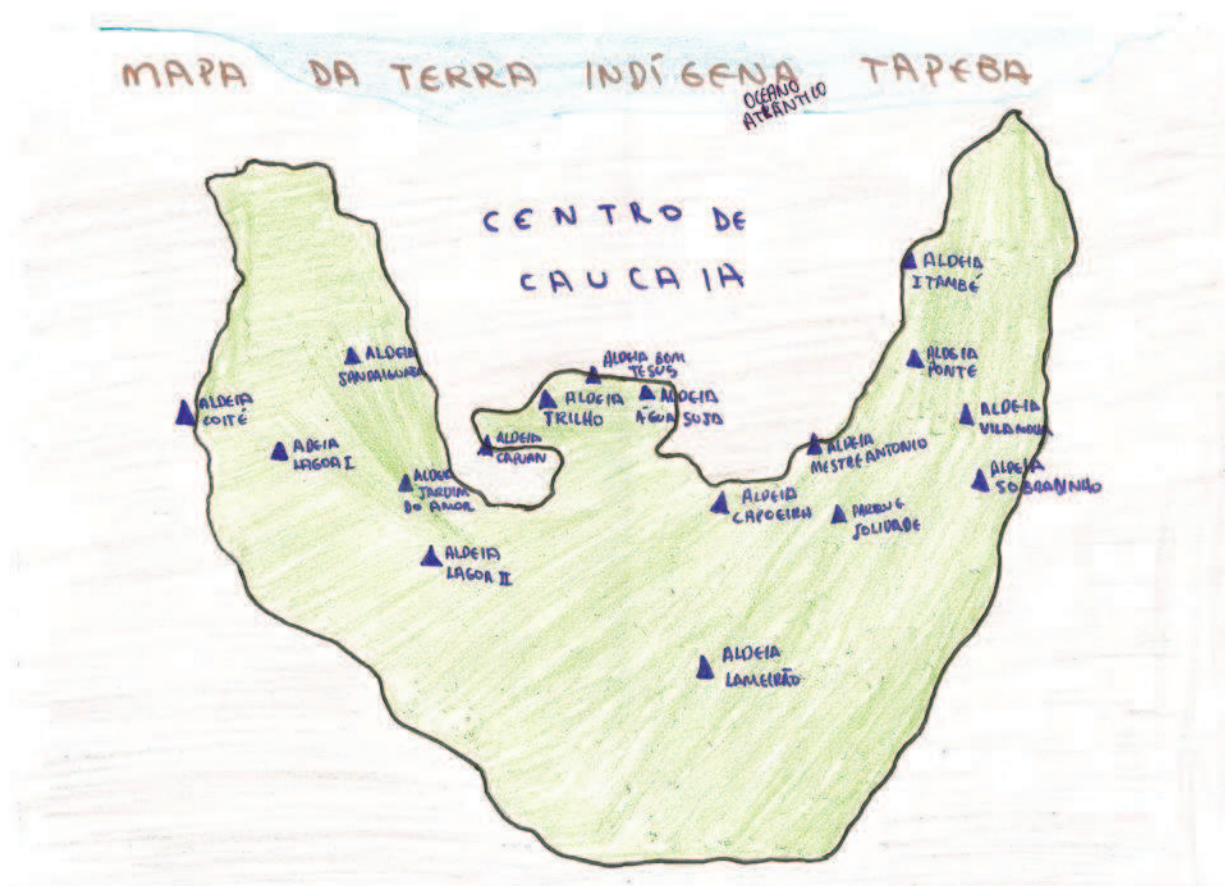 MAPA DA TERRA INDÍGENA TAPEBA
OCEANO
ATLÂNTICO
CENTRO DE
CAUCAIA
ALDEIA
ITAMBÉ
ALDEIA
SANDAIGUABA
ALDEIA BOM
JESUS
ALDEIA
PONTE
ALDEIA
COITÉ
ALDEIA
TRILHO
ALDEIA
ÁGUA SUJA
ALDEIA
VILA NOVA
ADEIA
LAGOA I
ALDEIA
CAPUAN
ALDEIA
MESTRE ANTONIO
ALDEIA
JARDIM
DO AMOR
ALDEIA
CAPOEIRA
PARQUE
SOLIDADE
ALDEIA
SOBRADINHO
ALDEIA
LAGOA II
ALDEIA
LAMEIRÃO